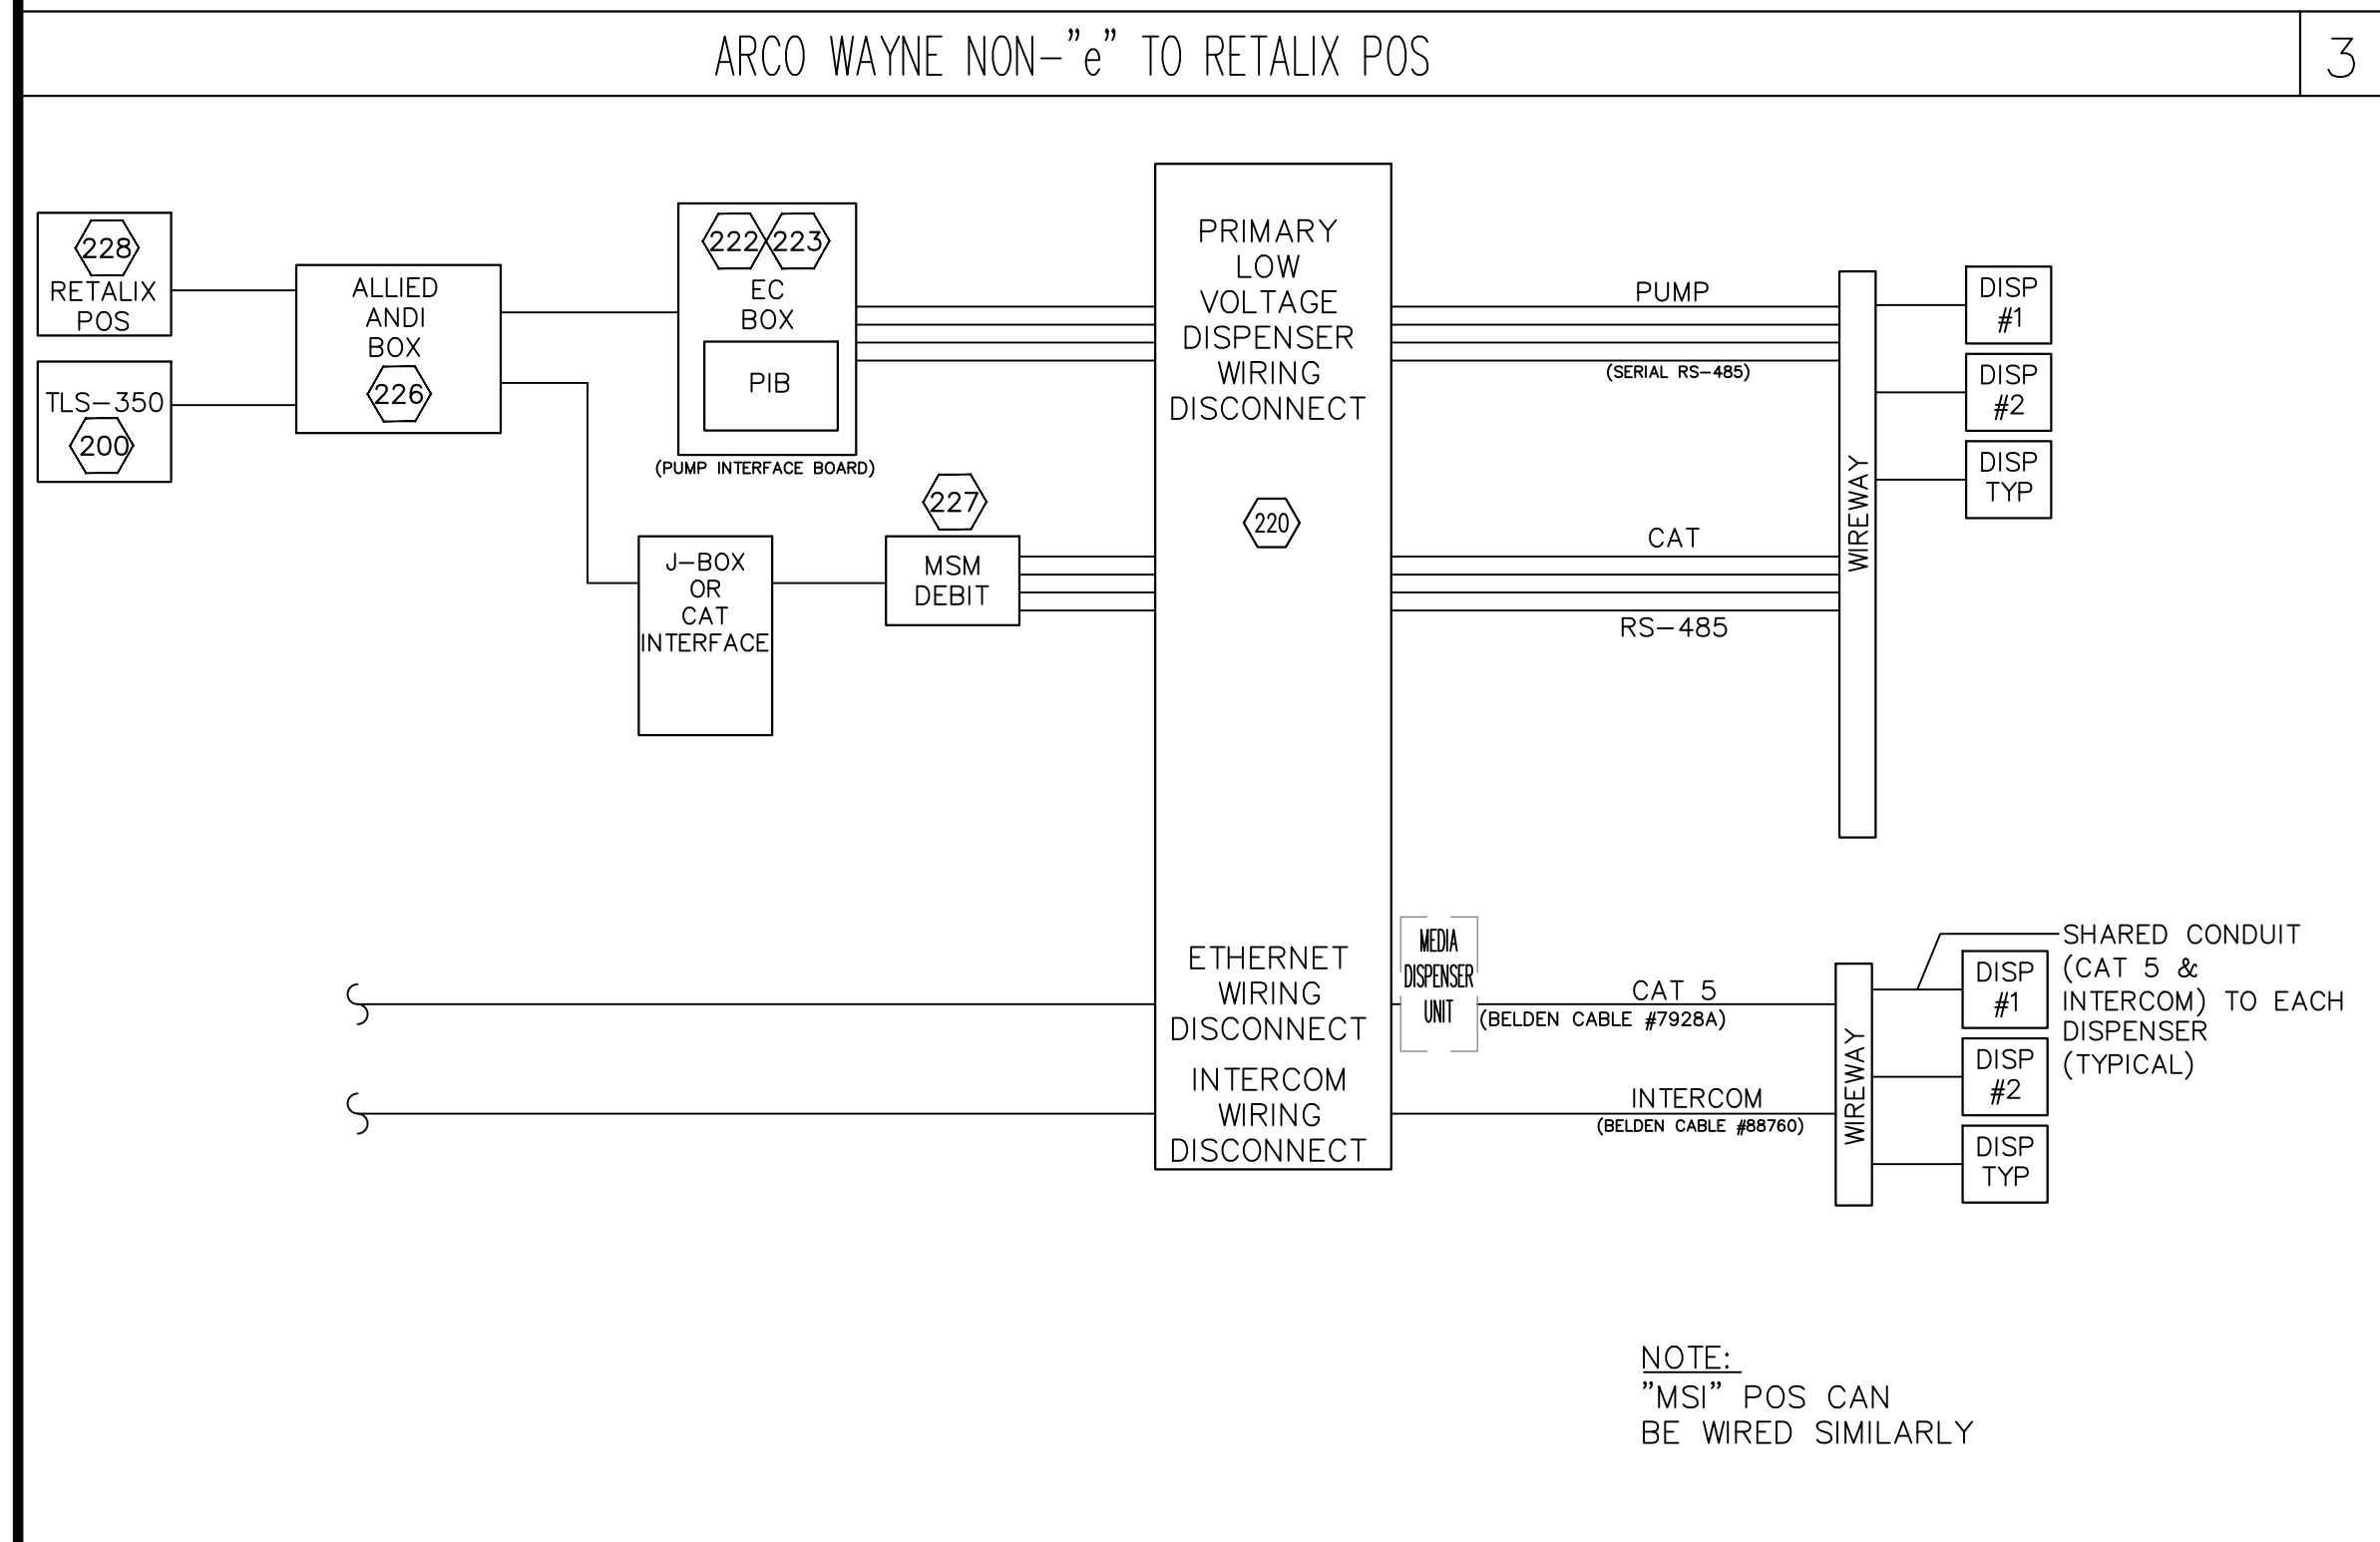 ARCO WAYNE NON-"e" TO RETALIX POS
3
228
RETALIX
POS
TLS-350
200
ALLIED
ANDI
BOX
226
222 223
EC
BOX
PIB
(PUMP INTERFACE BOARD)
J-BOX
OR
CAT
INTERFACE
227
MSM
DEBIT
PRIMARY
LOW
VOLTAGE
DISPENSER
WIRING
DISCONNECT
220
ETHERNET
WIRING
DISCONNECT
INTERCOM
WIRING
DISCONNECT
PUMP
(SERIAL RS-485)
CAT
RS-485
WIREWAY
DISP
#1
DISP
#2
DISP
TYP
MEDIA
DISPENSER
UNIT
CAT 5
(BELDEN CABLE #7928A)
INTERCOM
(BELDEN CABLE #88760)
WIREWAY
DISP
#1
DISP
#2
DISP
TYP
SHARED CONDUIT
(CAT 5 &
INTERCOM) TO EACH
DISPENSER
(TYPICAL)
NOTE:
"MSI" POS CAN
BE WIRED SIMILARLY